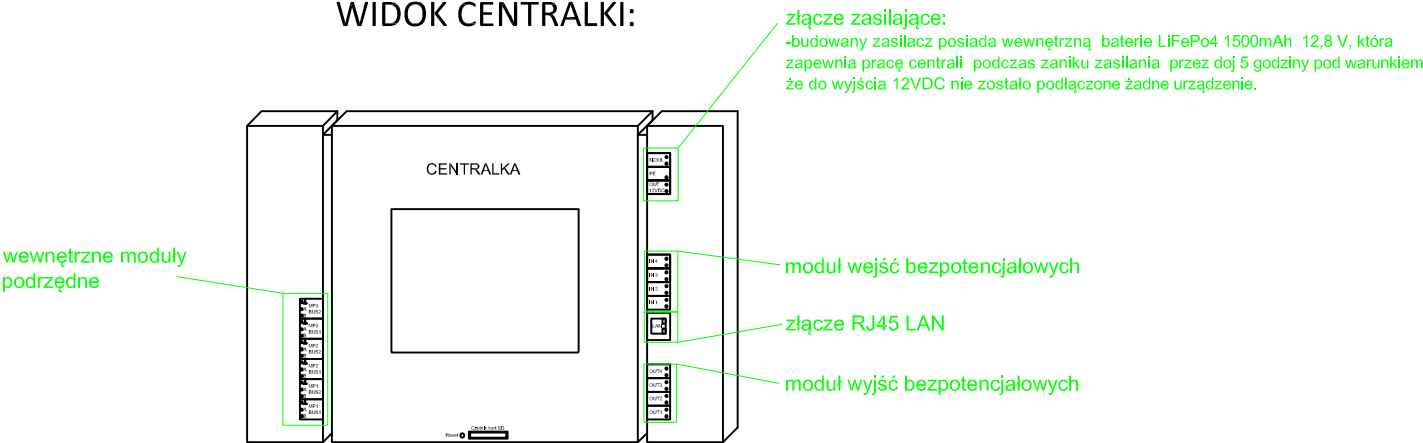 WIDOK CENTRALKI:
złącze zasilające:
-budowany zasilacz posiada wewnętrzną baterie LiFePo4 1500mAh 12,8 V, która
zapewnia pracę centrali podczas zaniku zasilania przez doj 5 godziny pod warunkiem
że do wyjścia 12VDC nie zostało podłączone żadne urządzenie.
CENTRALKA
PE
OUT
12VDC
wewnętrzne moduły
podrzędne
moduł wejść bezpotencjałowych
IN4
IN3
IN2
IN1
złącze RJ45 LAN
LAN
moduł wyjść bezpotencjałowych
OUT4
OUT3
OUT2
OUT1
MP3
BUS2
MP3
BUS1
MP2
BUS2
MP2
BUS1
MP1
BUS2
MP1
BUS1
Czytnik kart SD
Reset